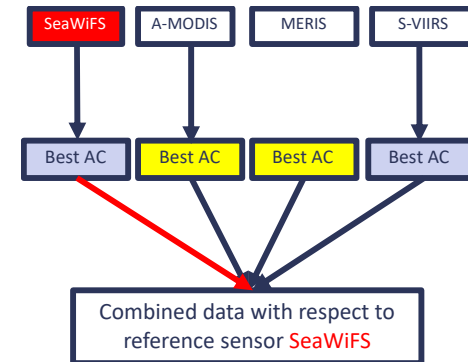 SeaWiFS
A-MODIS
MERIS
S-VIIRS
Best AC
Best AC
Best AC
Best AC
Combined data with respect to
reference sensor SeaWiFS